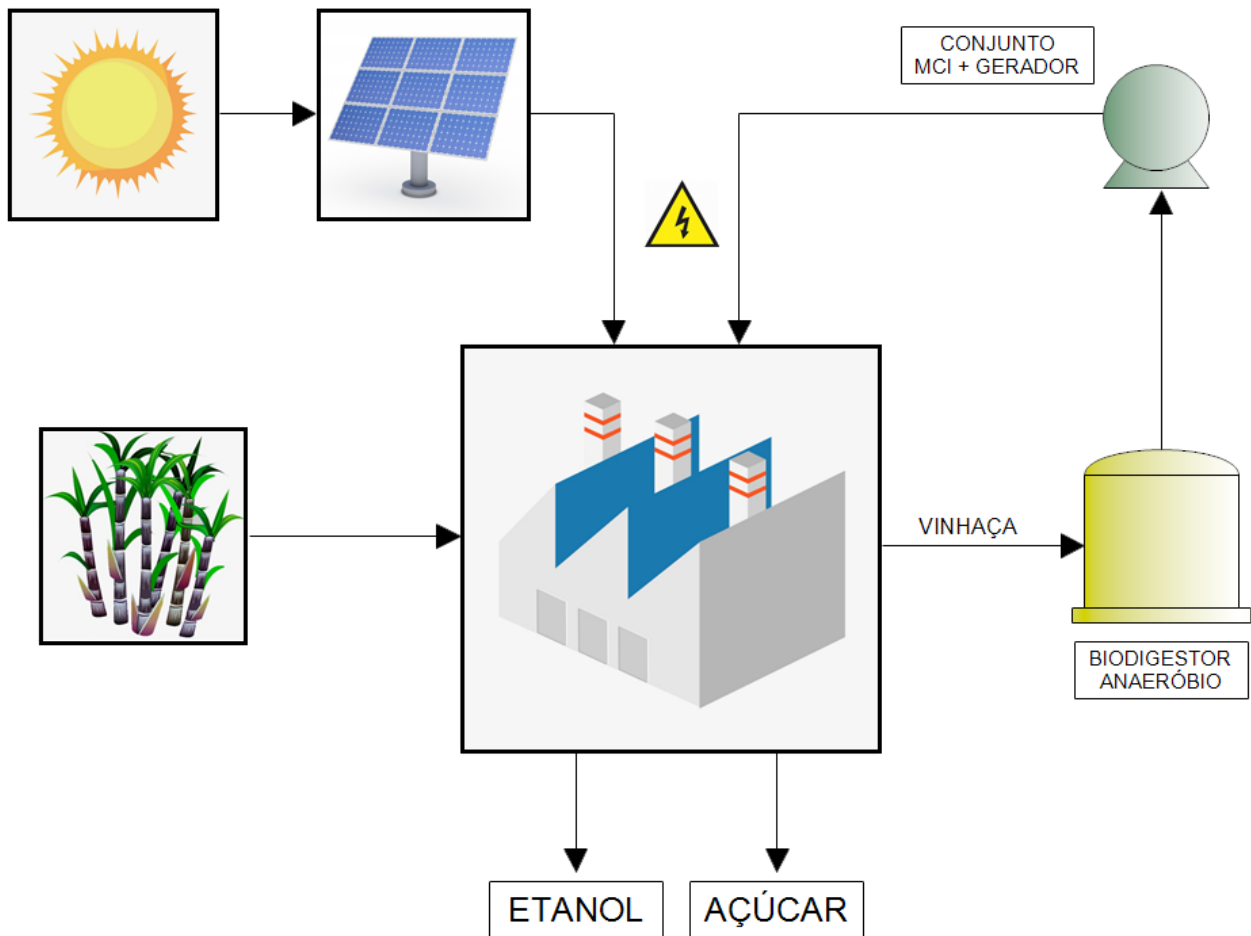 CONJUNTO
MCI + GERADOR
VINHAÇA
BIODIGESTOR
ANAERÓBIO
ETANOL
AÇÚCAR